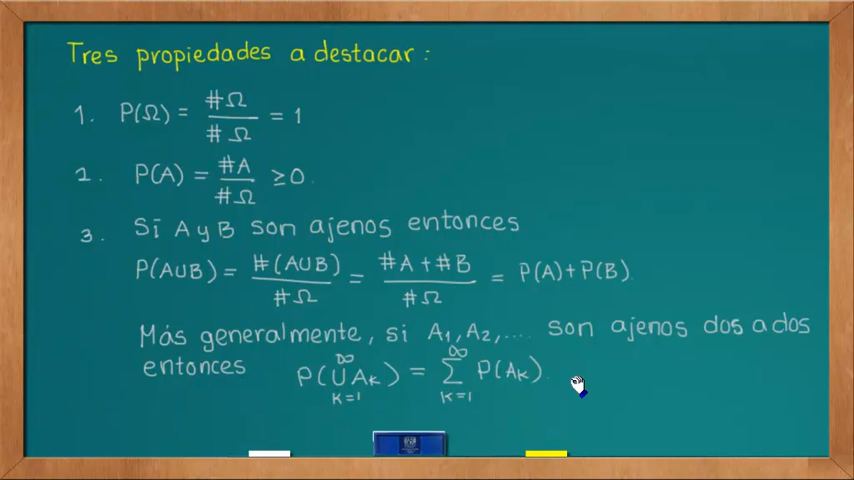 Tres propiedades a destacar:
1. P(Ω) = #Ω / #Ω = 1
2. P(A) = #A / #Ω ≥ 0.
3. Si A y B son ajenos entonces
P(A∪B) = #(A∪B) / #Ω = #A + #B / #Ω = P(A) + P(B).
Más generalmente, si A₁, A₂, .... son ajenos dos a dos
entonces P(∪_{k=1}^{∞} A_k) = Σ_{k=1}^{∞} P(A_k).